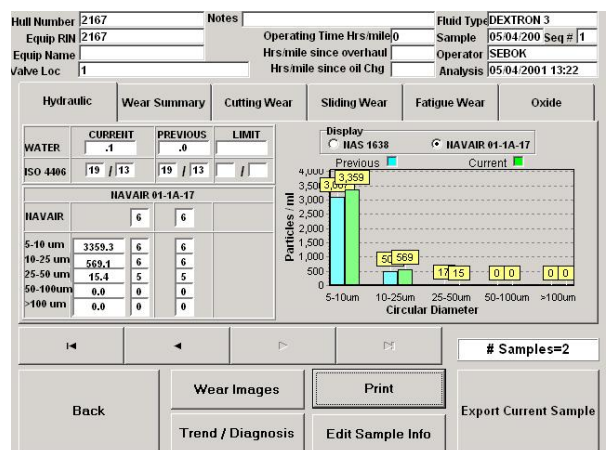 Hull Number 2167 Notes Fluid Type DEXTRON 3
Equip RIN 2167 Operating Time Hrs/mile 0 Sample 05/04/200 Seq # 1
Equip Name Hrs/mile since overhaul Operator SEBOK
Valve Loc 1 Hrs/mile since oil Chg Analysis 05/04/2001 13:22
Hydraulic Wear Summary Cutting Wear Sliding Wear Fatigue Wear Oxide
CURRENT PREVIOUS LIMIT
WATER .1 .0
ISO 4406 19 / 13 19 / 13 /
NAVAIR 01-1A-17
NAVAIR 6 6
5-10 um 3359.3 6 6
10-25 um 569.1 6 6
25-50 um 15.4 5 5
50-100um 0.0 0 0
>100 um 0.0 0 0
Display
NAS 1638 NAVAIR 01-1A-17
Previous Current
Particles / ml
4,000
3,500
3,000
2,500
2,000
1,500
1,000
500
0
3,359
569
17 15
0 0
0 0
5-10um 10-25um 25-50um 50-100um >100um
Circular Diameter
# Samples=2
Back
Wear Images
Print
Export Current Sample
Trend / Diagnosis
Edit Sample Info